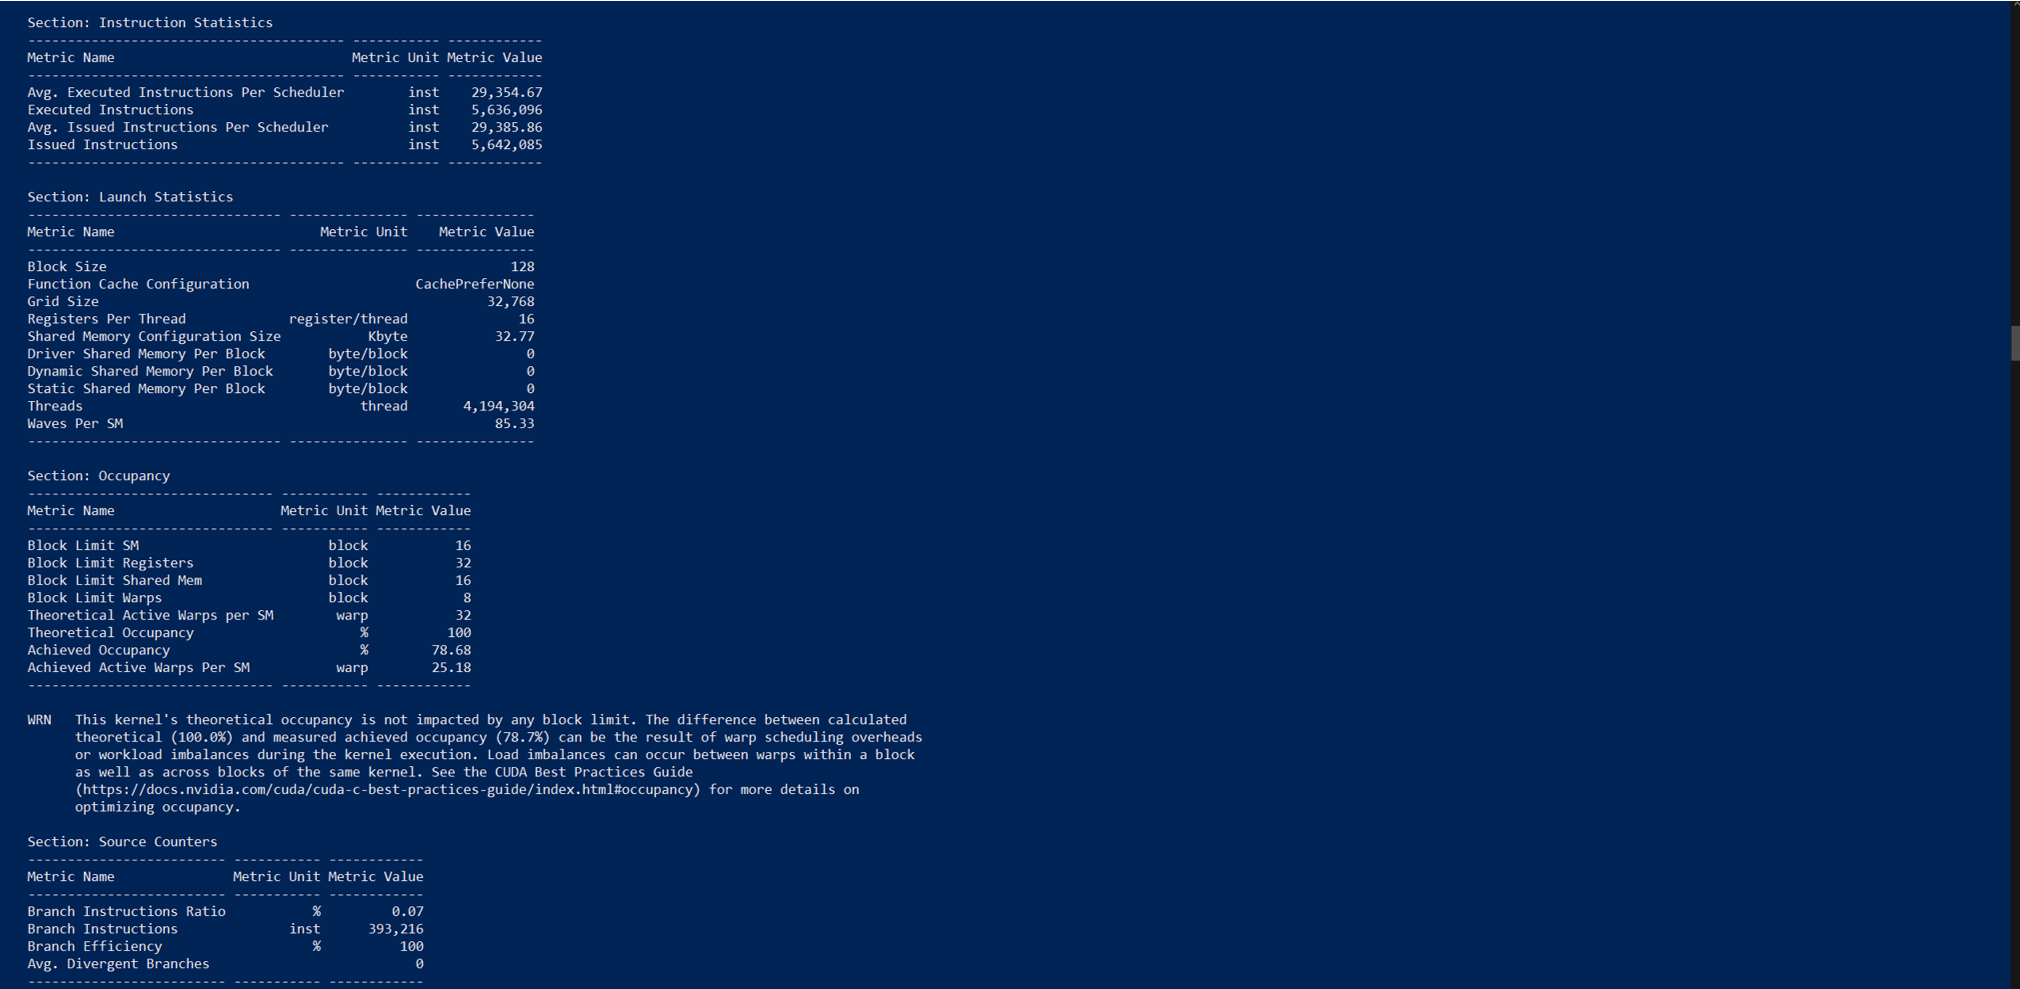 Section: Instruction Statistics
---------------------------------------- ----------- ------------
Metric Name                              Metric Unit Metric Value
---------------------------------------- ----------- ------------
Avg. Executed Instructions Per Scheduler        inst    29,354.67
Executed Instructions                           inst    5,636,096
Avg. Issued Instructions Per Scheduler          inst    29,385.86
Issued Instructions                             inst    5,642,085
---------------------------------------- ----------- ------------

Section: Launch Statistics
-------------------------------- --------------- ---------------
Metric Name                          Metric Unit    Metric Value
-------------------------------- --------------- ---------------
Block Size                                                   128
Function Cache Configuration                     CachePreferNone
Grid Size                                                 32,768
Registers Per Thread             register/thread              16
Shared Memory Configuration Size           Kbyte           32.77
Driver Shared Memory Per Block        byte/block               0
Dynamic Shared Memory Per Block       byte/block               0
Static Shared Memory Per Block        byte/block               0
Threads                                   thread       4,194,304
Waves Per SM                                               85.33
-------------------------------- --------------- ---------------

Section: Occupancy
------------------------------- ----------- ------------
Metric Name                     Metric Unit Metric Value
------------------------------- ----------- ------------
Block Limit SM                        block           16
Block Limit Registers                 block           32
Block Limit Shared Mem                block           16
Block Limit Warps                     block            8
Theoretical Active Warps per SM        warp           32
Theoretical Occupancy                     %          100
Achieved Occupancy                        %        78.68
Achieved Active Warps Per SM           warp        25.18
------------------------------- ----------- ------------

WRN   This kernel's theoretical occupancy is not impacted by any block limit. The difference between calculated
      theoretical (100.0%) and measured achieved occupancy (78.7%) can be the result of warp scheduling overheads
      or workload imbalances during the kernel execution. Load imbalances can occur between warps within a block
      as well as across blocks of the same kernel. See the CUDA Best Practices Guide
      (https://docs.nvidia.com/cuda/cuda-c-best-practices-guide/index.html#occupancy) for more details on
      optimizing occupancy.

Section: Source Counters
------------------------- ----------- ------------
Metric Name               Metric Unit Metric Value
------------------------- ----------- ------------
Branch Instructions Ratio           %         0.07
Branch Instructions              inst      393,216
Branch Efficiency                   %          100
Avg. Divergent Branches                          0
------------------------- ----------- ------------